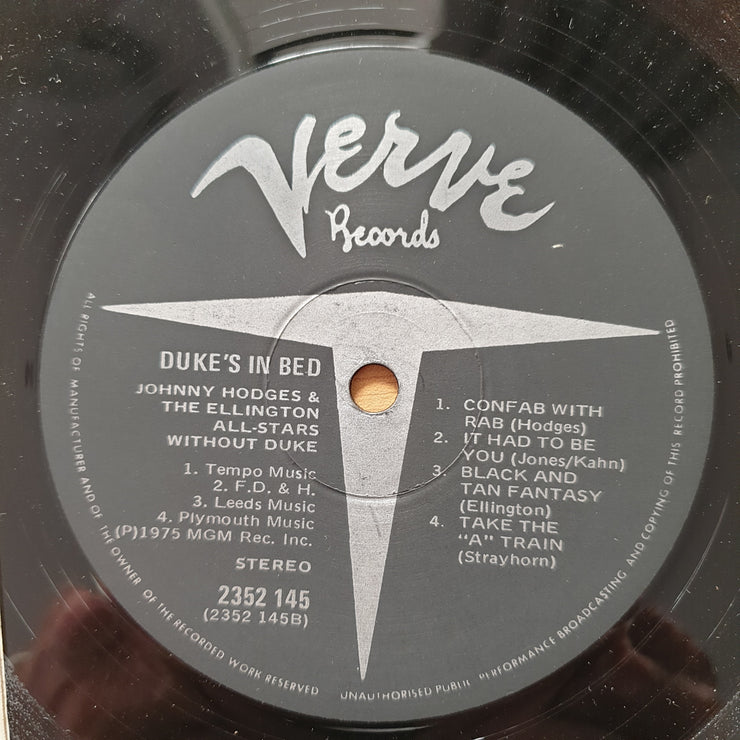 Verve
Records
DUKE'S IN BED
JOHNNY HODGES &
THE ELLINGTON
ALL-STARS
WITHOUT DUKE
1. Tempo Music
2. F.D. & H.
3. Leeds Music
4. Plymouth Music
(P)1975 MGM Rec. Inc.
STEREO
2352 145
(2352 145B)
1. CONFAB WITH
RAB (Hodges)
2. IT HAD TO BE
YOU (Jones/Kahn)
3. BLACK AND
TAN FANTASY
(Ellington)
4. TAKE THE
"A" TRAIN
(Strayhorn)
ALL RIGHTS OF MANUFACTURER AND OF THE OWNER OF THE RECORDED WORK RESERVED UNAUTHORISED PUBLIC PERFORMANCE BROADCASTING AND COPYING OF THIS RECORD PROHIBITED